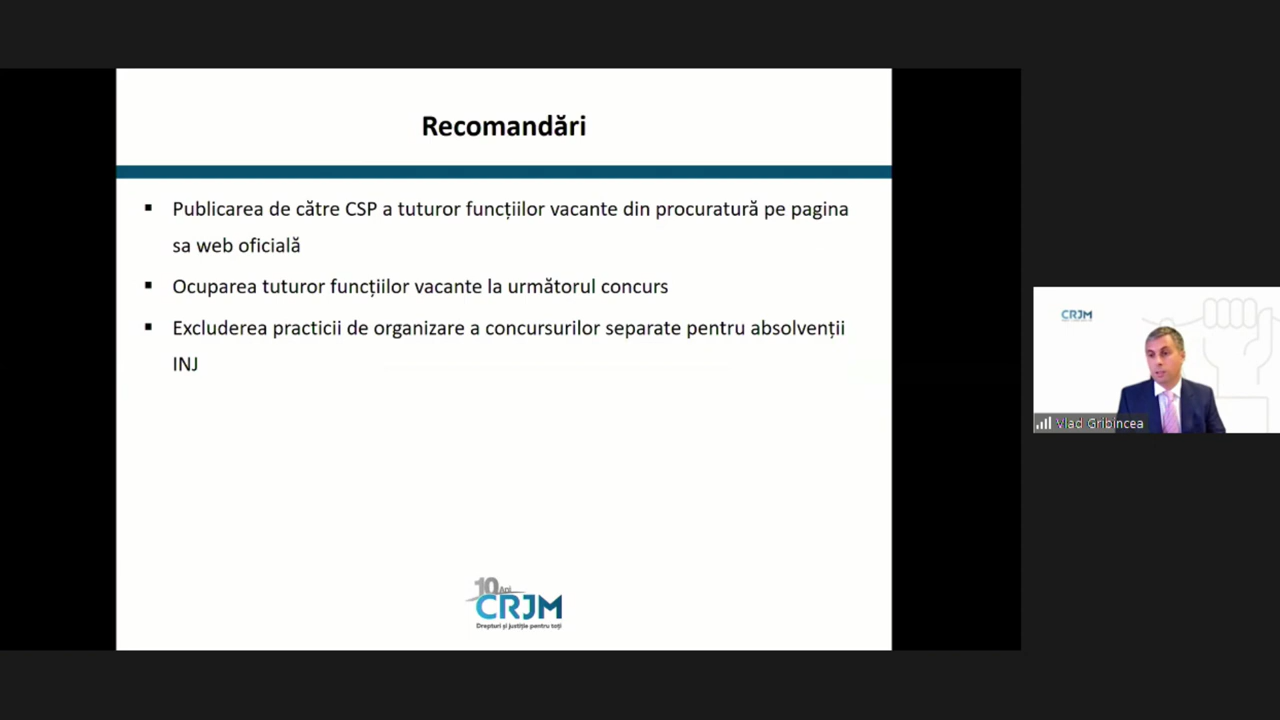 Recomandări
▪ Publicarea de către CSP a tuturor funcțiilor vacante din procuratură pe pagina
sa web oficială
▪ Ocuparea tuturor funcțiilor vacante la următorul concurs
▪ Excluderea practicii de organizare a concursurilor separate pentru absolvenții
INJ
10 Ani
CRJM
Drepturi și justiție pentru toți
CRJM
Vlad Gribincea